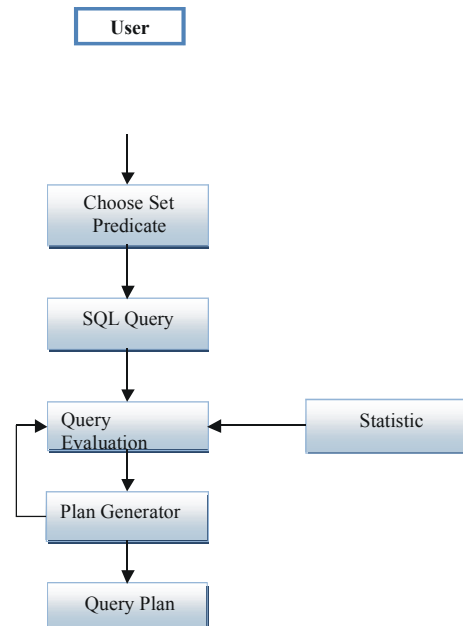 User
Choose Set
Predicate
SQL Query
Query
Evaluation
Statistic
Plan Generator
Query Plan